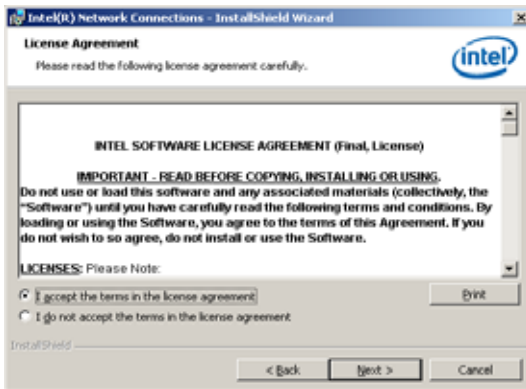 Intel(R) Network Connections - InstallShield Wizard
License Agreement
Please read the following license agreement carefully.
intel
INTEL SOFTWARE LICENSE AGREEMENT (Final, License)
IMPORTANT - READ BEFORE COPYING, INSTALLING OR USING.
Do not use or load this software and any associated materials (collectively, the
"Software") until you have carefully read the following terms and conditions. By
loading or using the Software, you agree to the terms of this Agreement. If you
do not wish to so agree, do not install or use the Software.
LICENSES: Please Note:
I accept the terms in the license agreement
Print
I do not accept the terms in the license agreement
InstallShield
< Back
Next >
Cancel